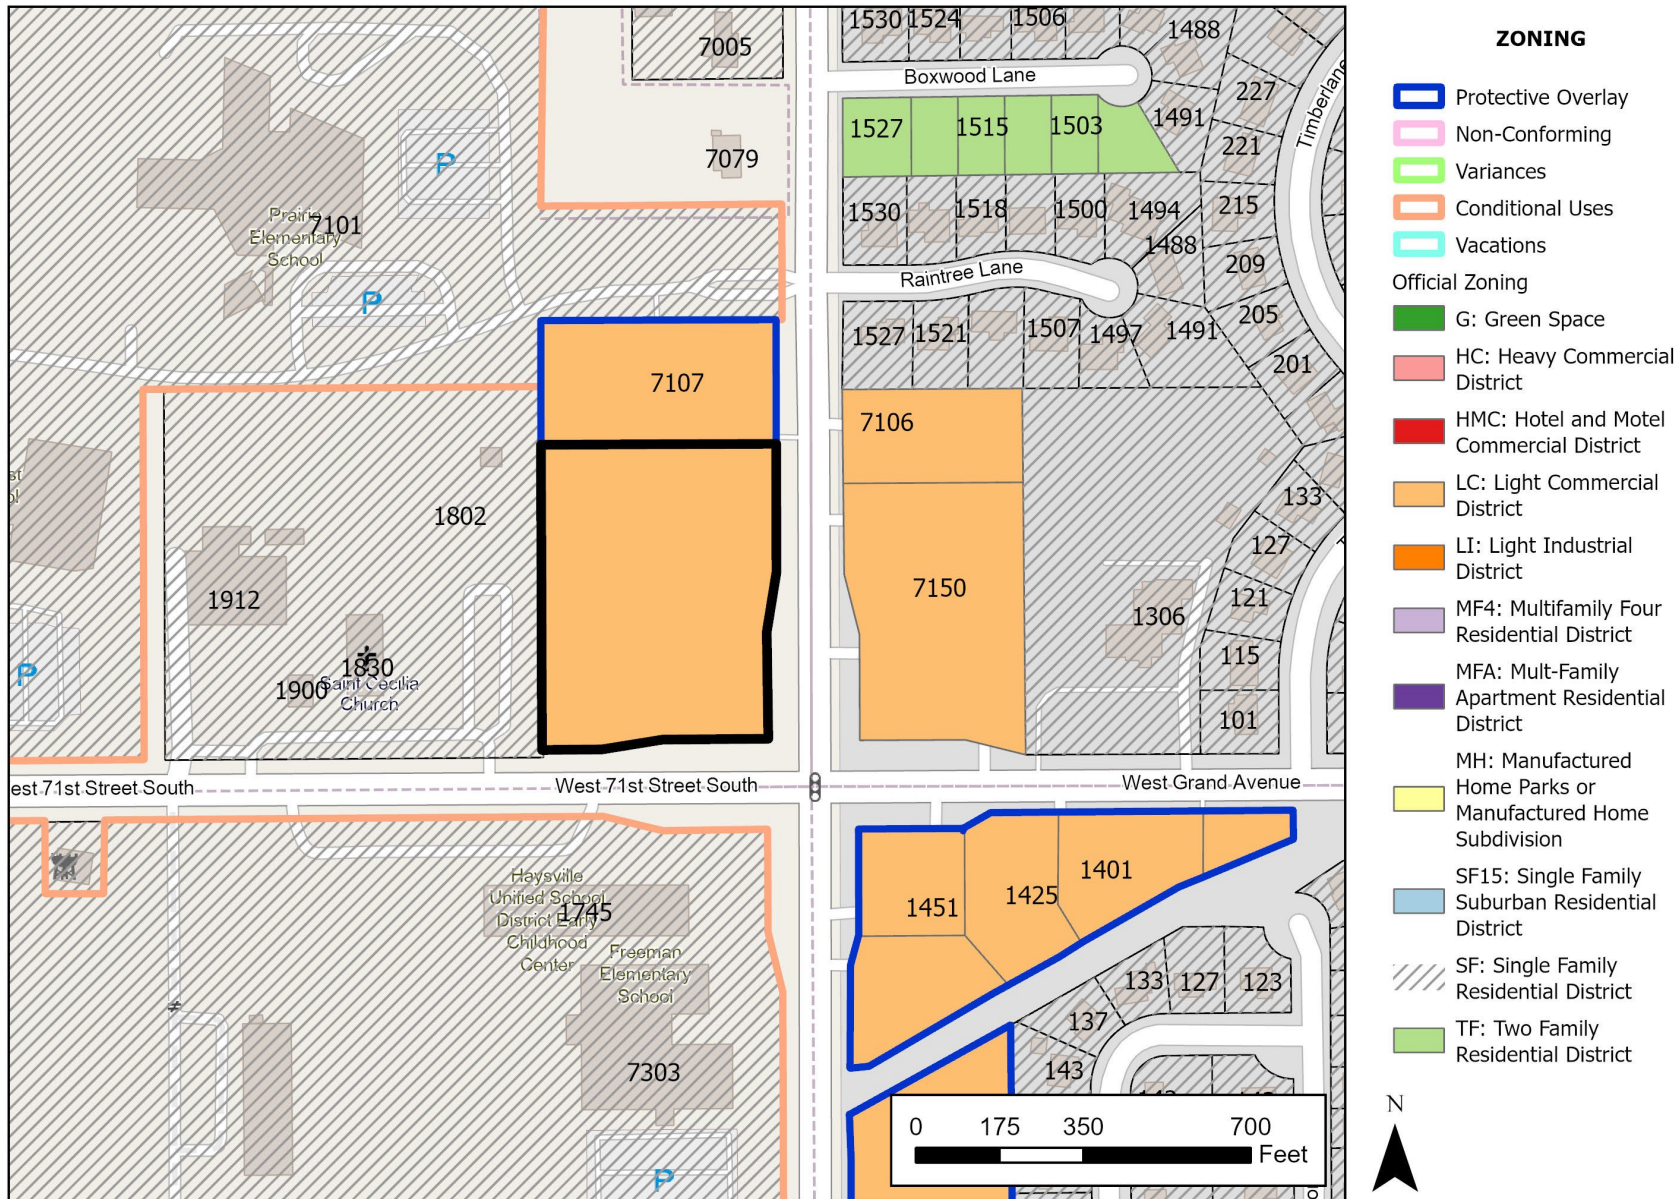 1530
1524
1506
1488
7005
Boxwood Lane
227
Timberlane
1527
1515
1503
1491
221
7079
P
Prairie
Elementary
School
7101
1530
1518
1500
1494
215
1488
209
Raintree Lane
P
205
1527
1521
1507
1497
1491
201
7107
7106
133
1802
127
7150
1912
121
1306
1830
1900
Saint Cecilia
Church
115
P
101
est 71st Street South
West 71st Street South
West Grand Avenue
Haysville
Unified School
District Early
Childhood
Center
1745
1401
1425
1451
Freeman
Elementary
School
133
127
123
137
7303
143
P
0 175 350 700
Feet
ZONING
Protective Overlay
Non-Conforming
Variances
Conditional Uses
Vacations
Official Zoning
G: Green Space
HC: Heavy Commercial
District
HMC: Hotel and Motel
Commercial District
LC: Light Commercial
District
LI: Light Industrial
District
MF4: Multifamily Four
Residential District
MFA: Mult-Family
Apartment Residential
District
MH: Manufactured
Home Parks or
Manufactured Home
Subdivision
SF15: Single Family
Suburban Residential
District
SF: Single Family
Residential District
TF: Two Family
Residential District
N